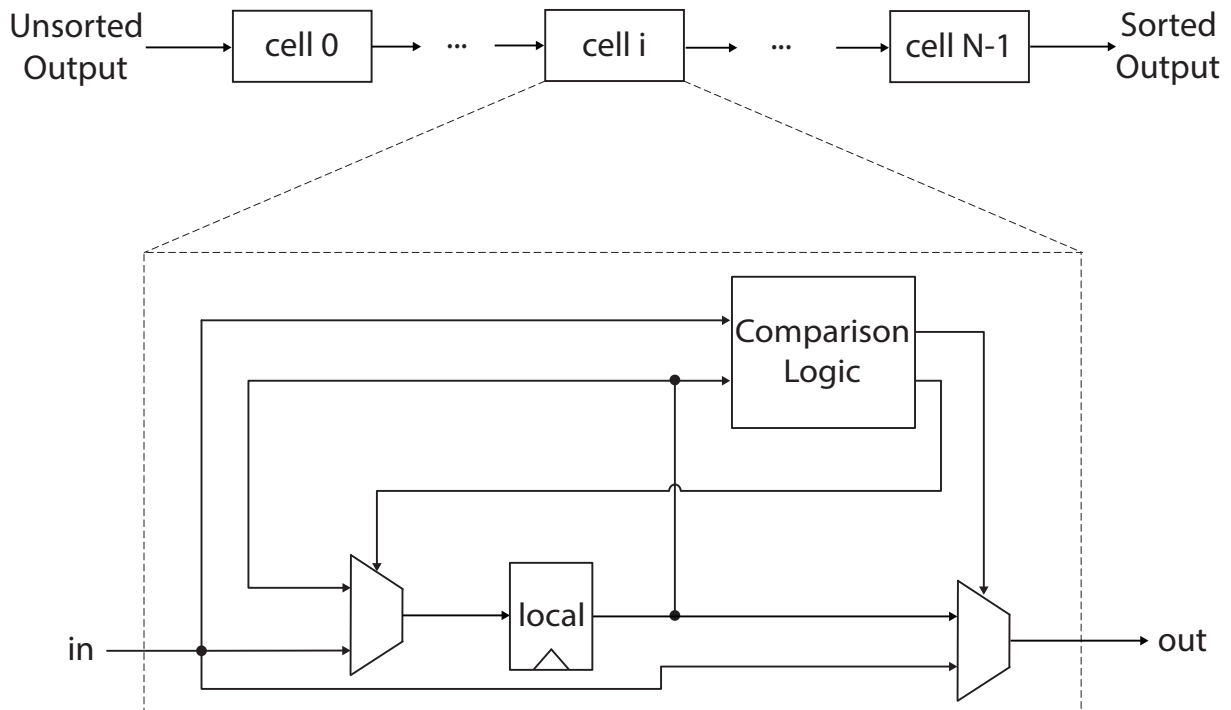 Unsorted
Output
cell 0
...
cell i
...
cell N-1
Sorted
Output
Comparison
Logic
local
in
out